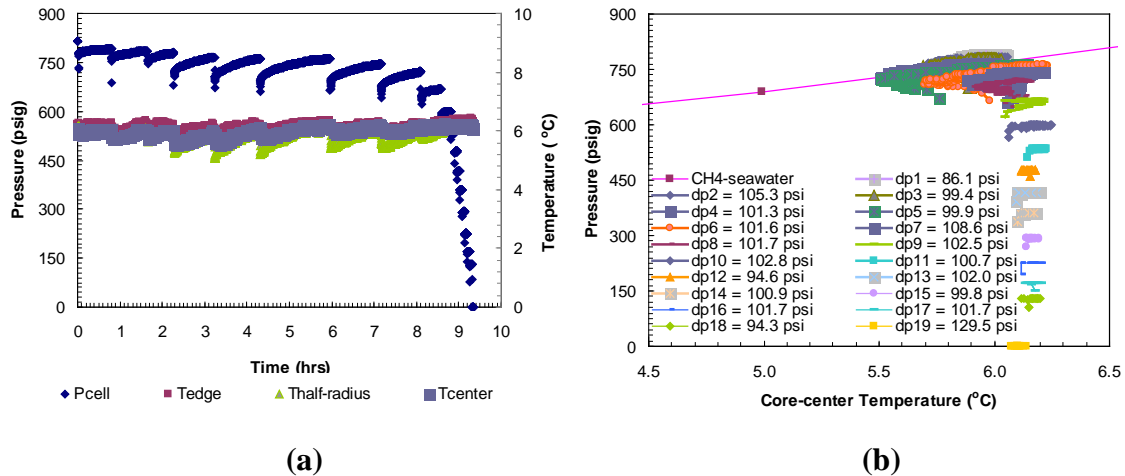 900
750
600
450
300
150
0
Pressure (psig)
0 1 2 3 4 5 6 7 8 9 10
Time (hrs)
10
8
6
4
2
0
Temperature (°C)
Pcell Tedge Thalf-radius Tcenter
(a)
900
750
600
450
300
150
0
Pressure (psig)
CH4-seawater dp1 = 86.1 psi
dp2 = 105.3 psi dp3 = 99.4 psi
dp4 = 101.3 psi dp5 = 99.9 psi
dp6 = 101.6 psi dp7 = 108.6 psi
dp8 = 101.7 psi dp9 = 102.5 psi
dp10 = 102.8 psi dp11 = 100.7 psi
dp12 = 94.6 psi dp13 = 102.0 psi
dp14 = 100.9 psi dp15 = 99.8 psi
dp16 = 101.7 psi dp17 = 101.7 psi
dp18 = 94.3 psi dp19 = 129.5 psi
4.5 5.0 5.5 6.0 6.5
Core-center Temperature (°C)
(b)